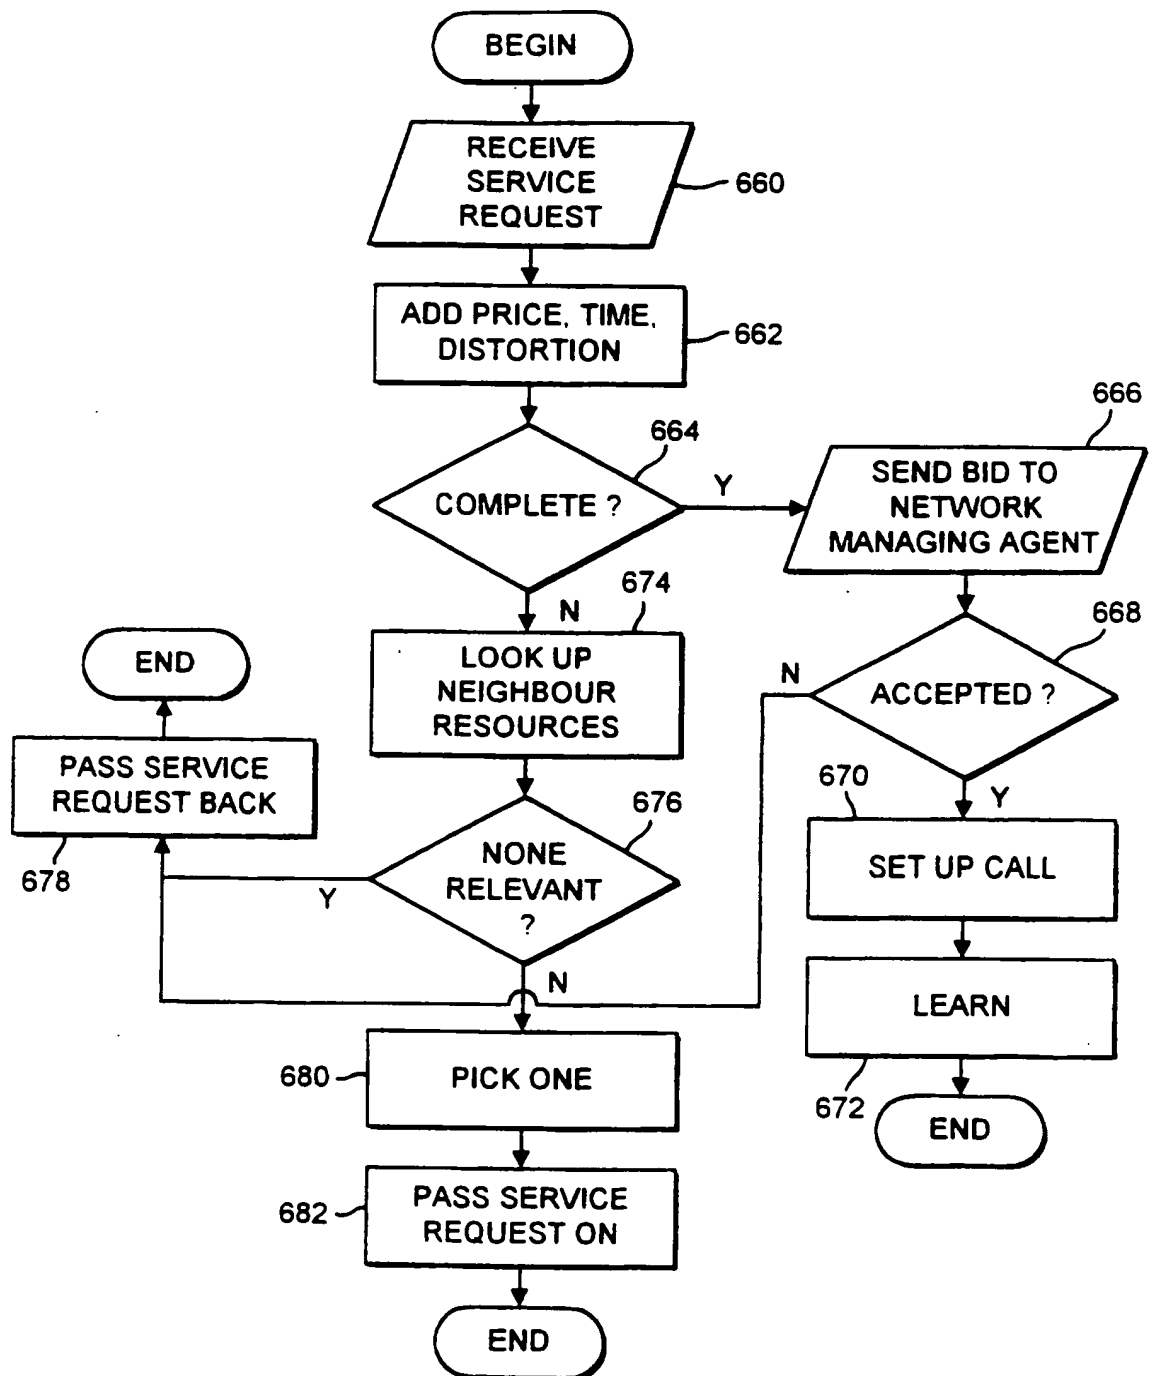 BEGIN
RECEIVE
SERVICE
REQUEST
660
ADD PRICE, TIME,
DISTORTION
662
COMPLETE ?
664
Y
N
SEND BID TO
NETWORK
MANAGING AGENT
666
ACCEPTED ?
668
N
Y
LOOK UP
NEIGHBOUR
RESOURCES
674
END
PASS SERVICE
REQUEST BACK
678
NONE
RELEVANT
?
676
Y
N
SET UP CALL
670
LEARN
672
END
PICK ONE
680
PASS SERVICE
REQUEST ON
682
END